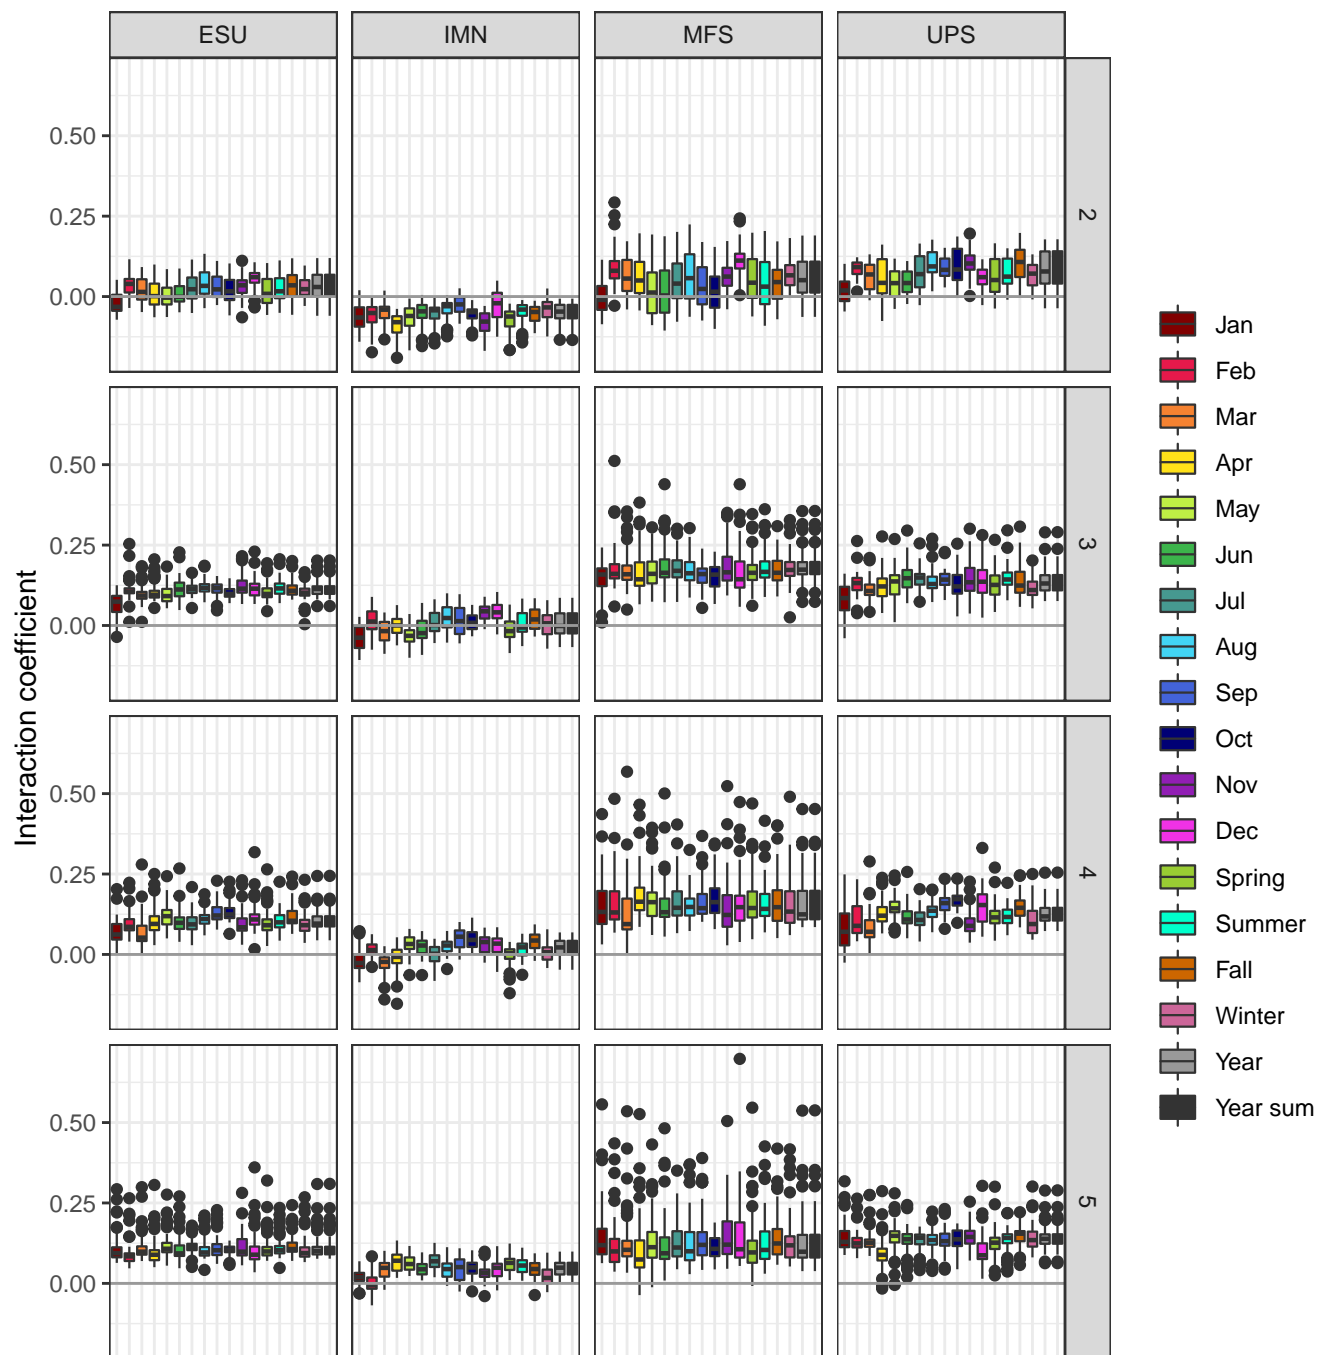 ESU IMN MFS UPS
Interaction coefficient
0.50
0.25
0.00
2
0.50
0.25
0.00
3
0.50
0.25
0.00
4
0.50
0.25
0.00
5
Jan
Feb
Mar
Apr
May
Jun
Jul
Aug
Sep
Oct
Nov
Dec
Spring
Summer
Fall
Winter
Year
Year sum